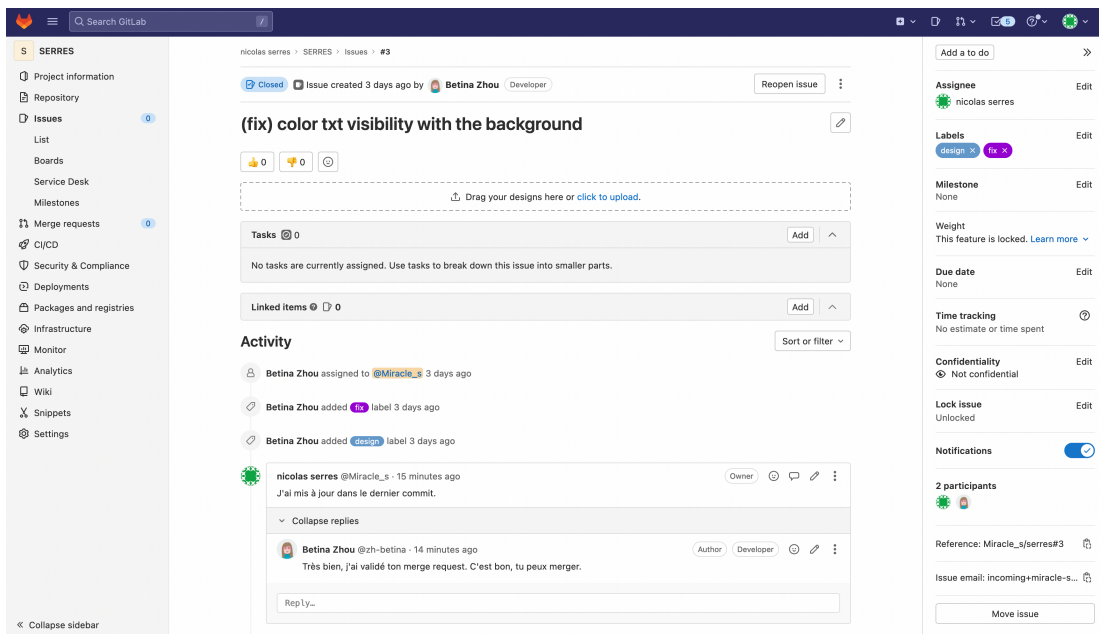 Search GitLab /
5
S SERRES
Project information
Repository
Issues 0
List
Boards
Service Desk
Milestones
Merge requests 0
CI/CD
Security & Compliance
Deployments
Packages and registries
Infrastructure
Monitor
Analytics
Wiki
Snippets
Settings
Collapse sidebar
nicolas serres > SERRES > Issues > #3
Closed Issue created 3 days ago by Betina Zhou Developer
Reopen issue
(fix) color txt visibility with the background
0 0
Drag your designs here or click to upload.
Tasks 0 Add
No tasks are currently assigned. Use tasks to break down this issue into smaller parts.
Linked items 0 Add
Activity Sort or filter
Betina Zhou assigned to @Miracle_s 3 days ago
Betina Zhou added fix label 3 days ago
Betina Zhou added design label 3 days ago
nicolas serres @Miracle_s · 15 minutes ago Owner
J'ai mis à jour dans le dernier commit.
Collapse replies
Betina Zhou @zh-betina · 14 minutes ago Author Developer
Très bien, j'ai validé ton merge request. C'est bon, tu peux merger.
Reply…
Add a to do
Assignee Edit
nicolas serres
Labels Edit
design × fix ×
Milestone Edit
None
Weight
This feature is locked. Learn more
Due date Edit
None
Time tracking
No estimate or time spent
Confidentiality Edit
Not confidential
Lock issue Edit
Unlocked
Notifications
2 participants
Reference: Miracle_s/serres#3
Issue email: incoming+miracle-s...
Move issue